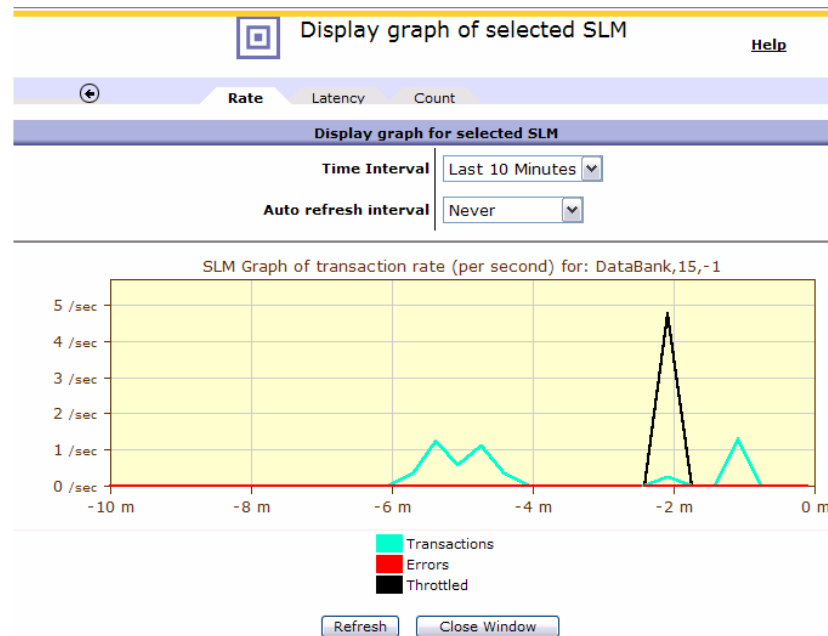 Display graph of selected SLM
Help
Rate Latency Count
Display graph for selected SLM
Time Interval Last 10 Minutes
Auto refresh interval Never
SLM Graph of transaction rate (per second) for: DataBank,15,-1
5 /sec
4 /sec
3 /sec
2 /sec
1 /sec
0 /sec
-10 m -8 m -6 m -4 m -2 m 0 m
Transactions
Errors
Throttled
Refresh Close Window